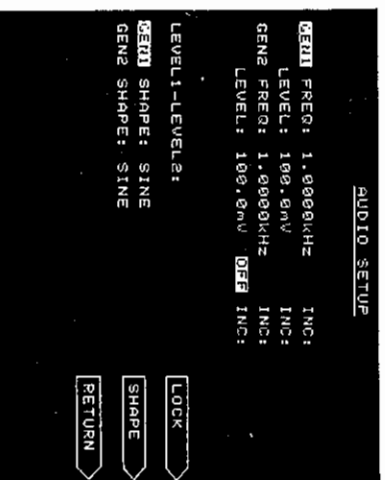 AUDIO SETUP
GEN1 FREQ: 1.0000kHz INC:
LEVEL: 100.0mV INC:
GEN2 FREQ: 1.0000kHz INC:
LEVEL: 100.0mV OFF INC:
LEVEL1-LEVEL2:
LOCK
GEN1 SHAPE: SINE
SHAPE
GEN2 SHAPE: SINE
RETURN